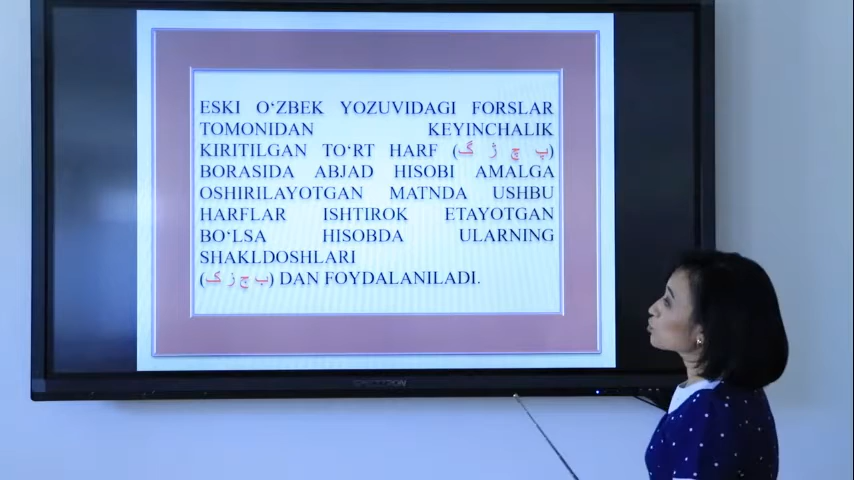 ESKI O‘ZBEK YOZUVIDAGI FORSLAR
TOMONIDAN KEYINCHALIK
KIRITILGAN TO‘RT HARF (پ چ ژ گ)
BORASIDA ABJAD HISOBI AMALGA
OSHIRILAYOTGAN MATNDA USHBU
HARFLAR ISHTIROK ETAYOTGAN
BO‘LSA HISOBDA ULARNING
SHAKLDOSHLARI
(ب ج ز ک) DAN FOYDALANILADI.